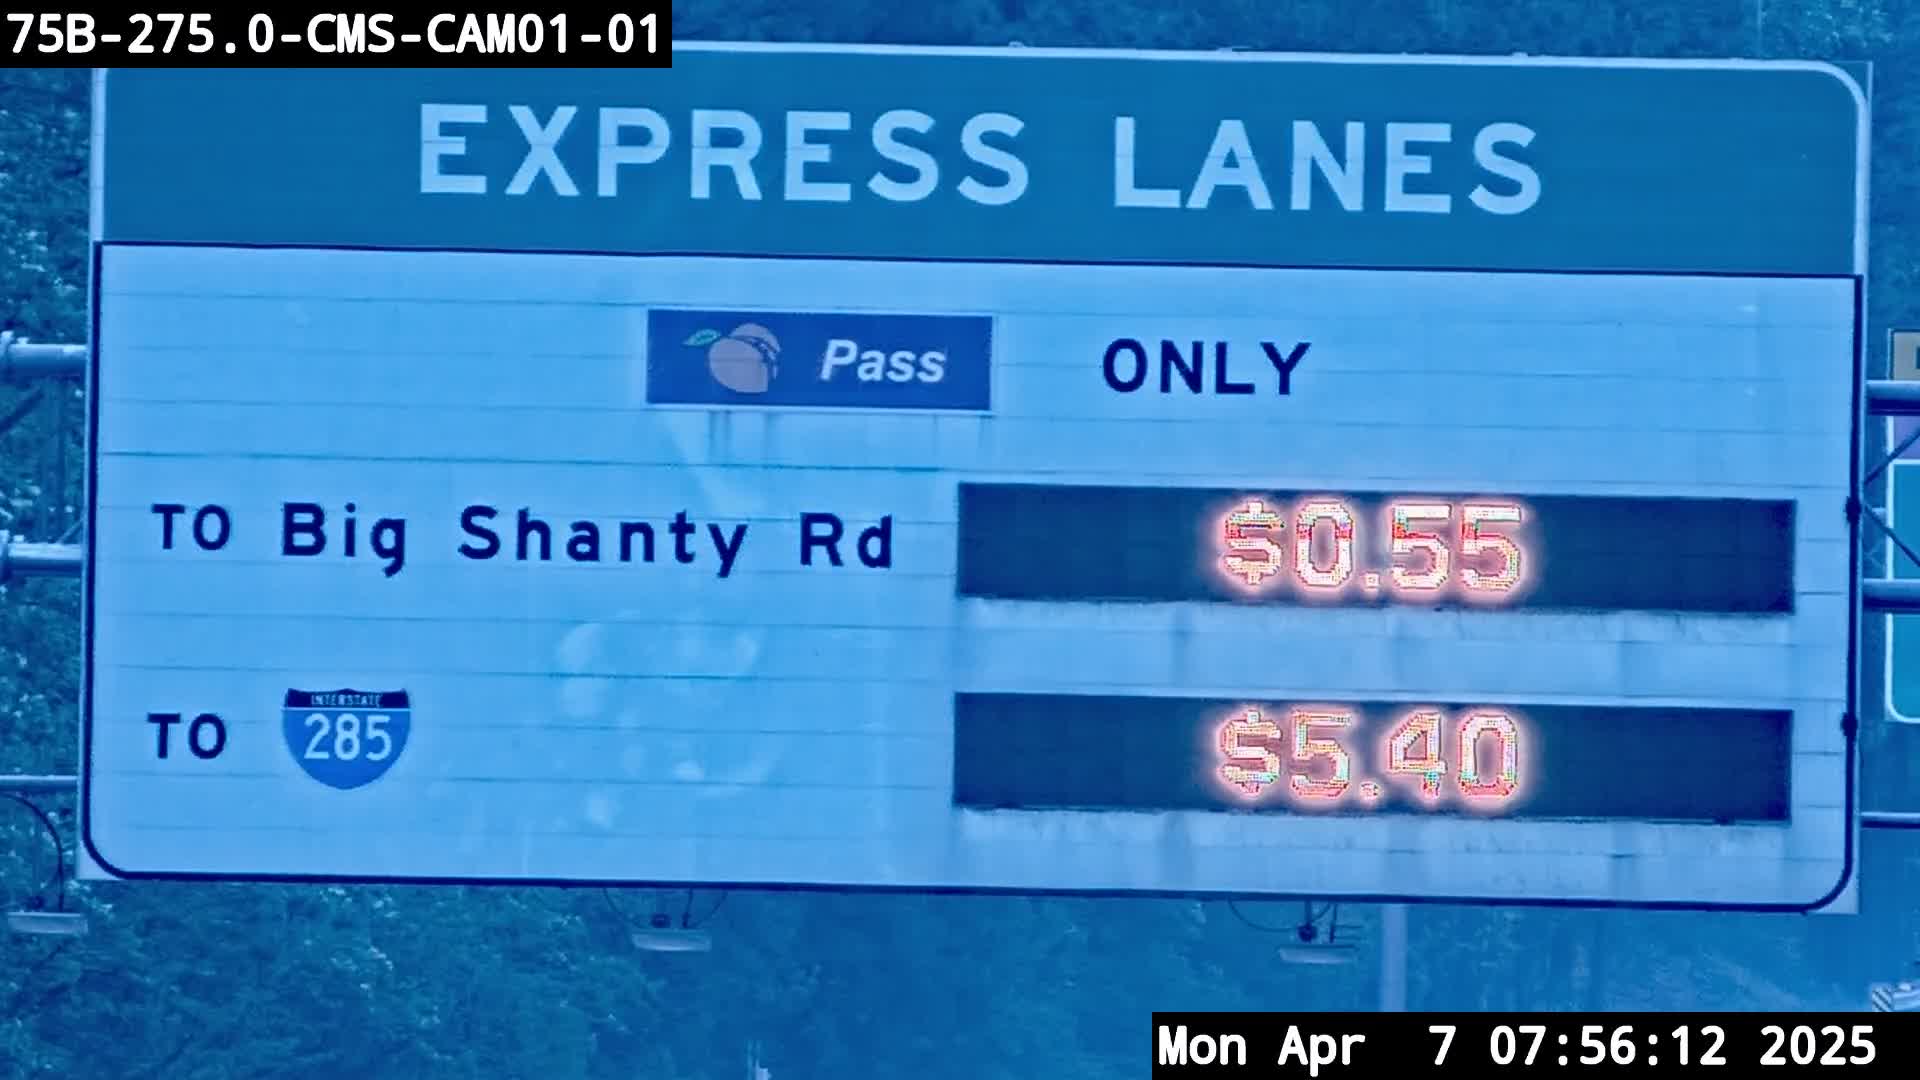 75B-275.0-CMS-CAM01-01
EXPRESS LANES
Pass ONLY
TO Big Shanty Rd $0.55
INTERSTATE
TO 285 $5.40
Mon Apr 7 07:56:12 2025